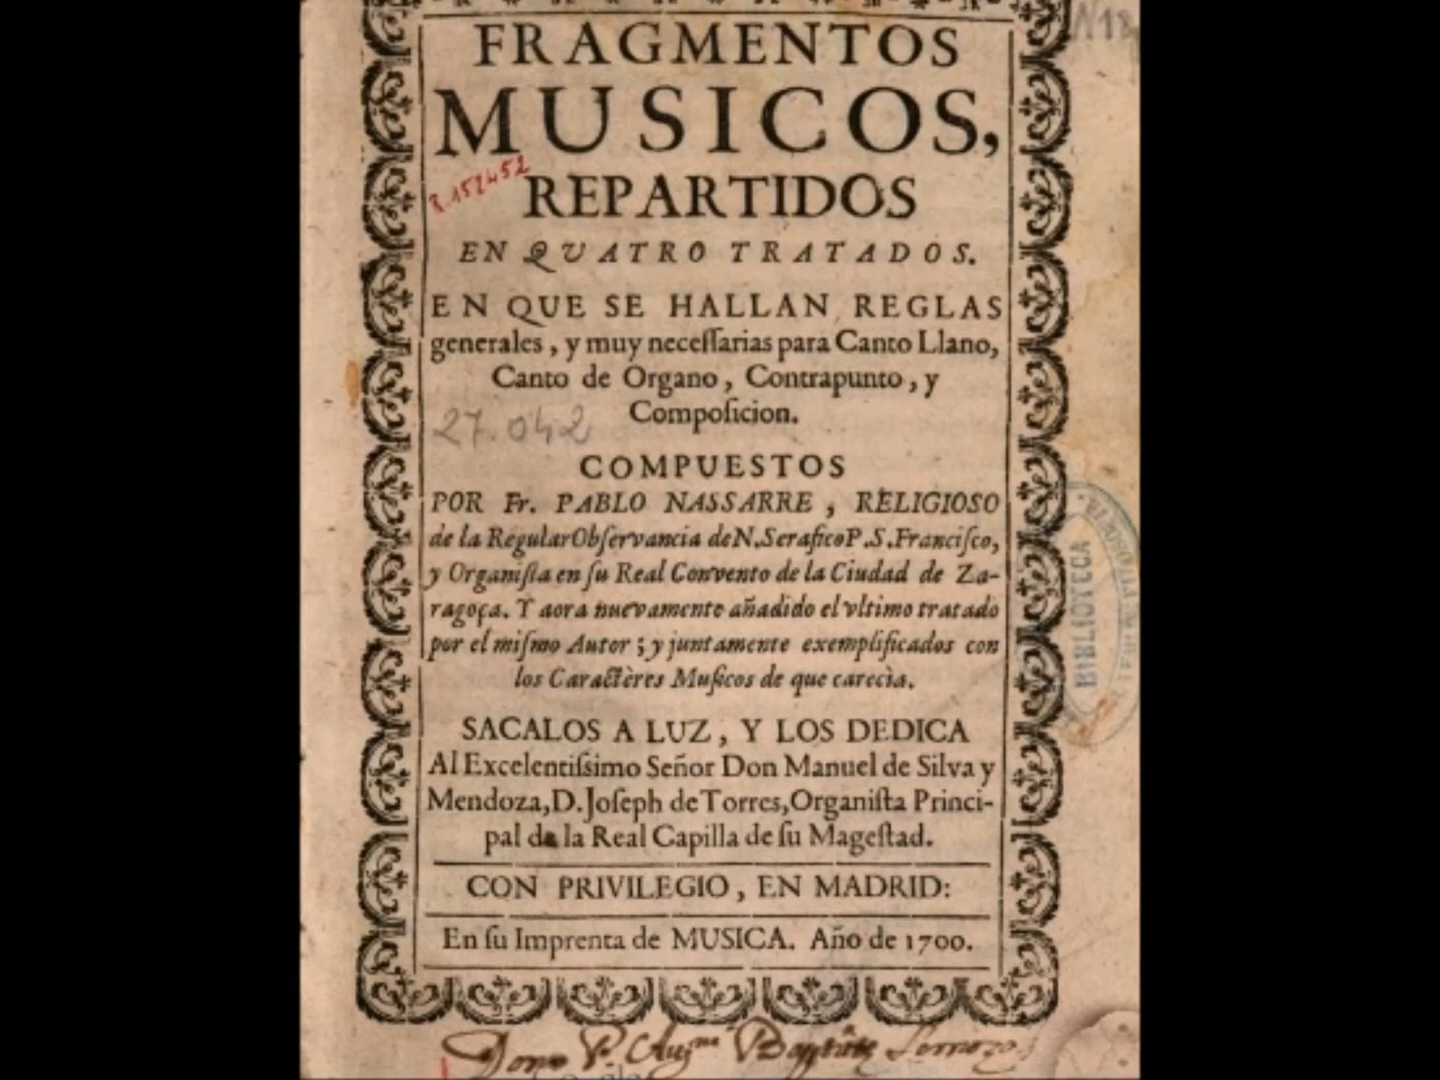 N18
FRAGMENTOS
MUSICOS,
R.152452
REPARTIDOS
EN QVATRO TRATADOS.
EN QUE SE HALLAN REGLAS
generales, y muy neceſſarias para Canto Llano,
Canto de Organo, Contrapunto, y
Compoſicion.
27.042
COMPUESTOS
POR Fr. PABLO NASSARRE, RELIGIOSO
de la Regular Obſervancia de N. Serafico P. S. Franciſco,
y Organiſta en ſu Real Convento de la Ciudad de Za-
ragoça. Y aora nuevamente añadido el vltimo tratado
por el miſmo Autor; y juntamente exemplificados con
los Caractères Muſicos de que carecia.
SACALOS A LUZ, Y LOS DEDICA
Al Excelentiſsimo Señor Don Manuel de Silva y
Mendoza, D. Joſeph de Torres, Organiſta Princi-
pal de la Real Capilla de ſu Mageſtad.
CON PRIVILEGIO, EN MADRID:
En ſu Imprenta de MUSICA. Año de 1700.
BIBLIOTECA